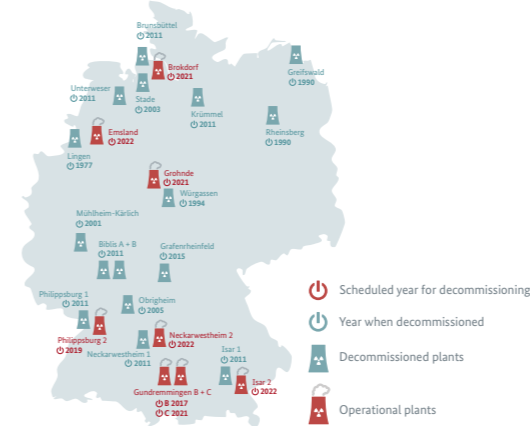 Brunsbüttel
2011
Brokdorf
2021
Greifswald
1990
Unterweser
2011
Stade
2003
Krümmel
2011
Rheinsberg
1990
Emsland
2022
Lingen
1977
Grohnde
2021
Würgassen
1994
Mühlheim-Kärlich
2001
Biblis A + B
2011
Grafenrheinfeld
2015
Philippsburg 1
2011
Obrigheim
2005
Philippsburg 2
2019
Neckarwestheim 2
2022
Neckarwestheim 1
2011
Isar 1
2011
Isar 2
2022
Gundremmingen B + C
B 2017
C 2021
Scheduled year for decommissioning
Year when decommissioned
Decommissioned plants
Operational plants